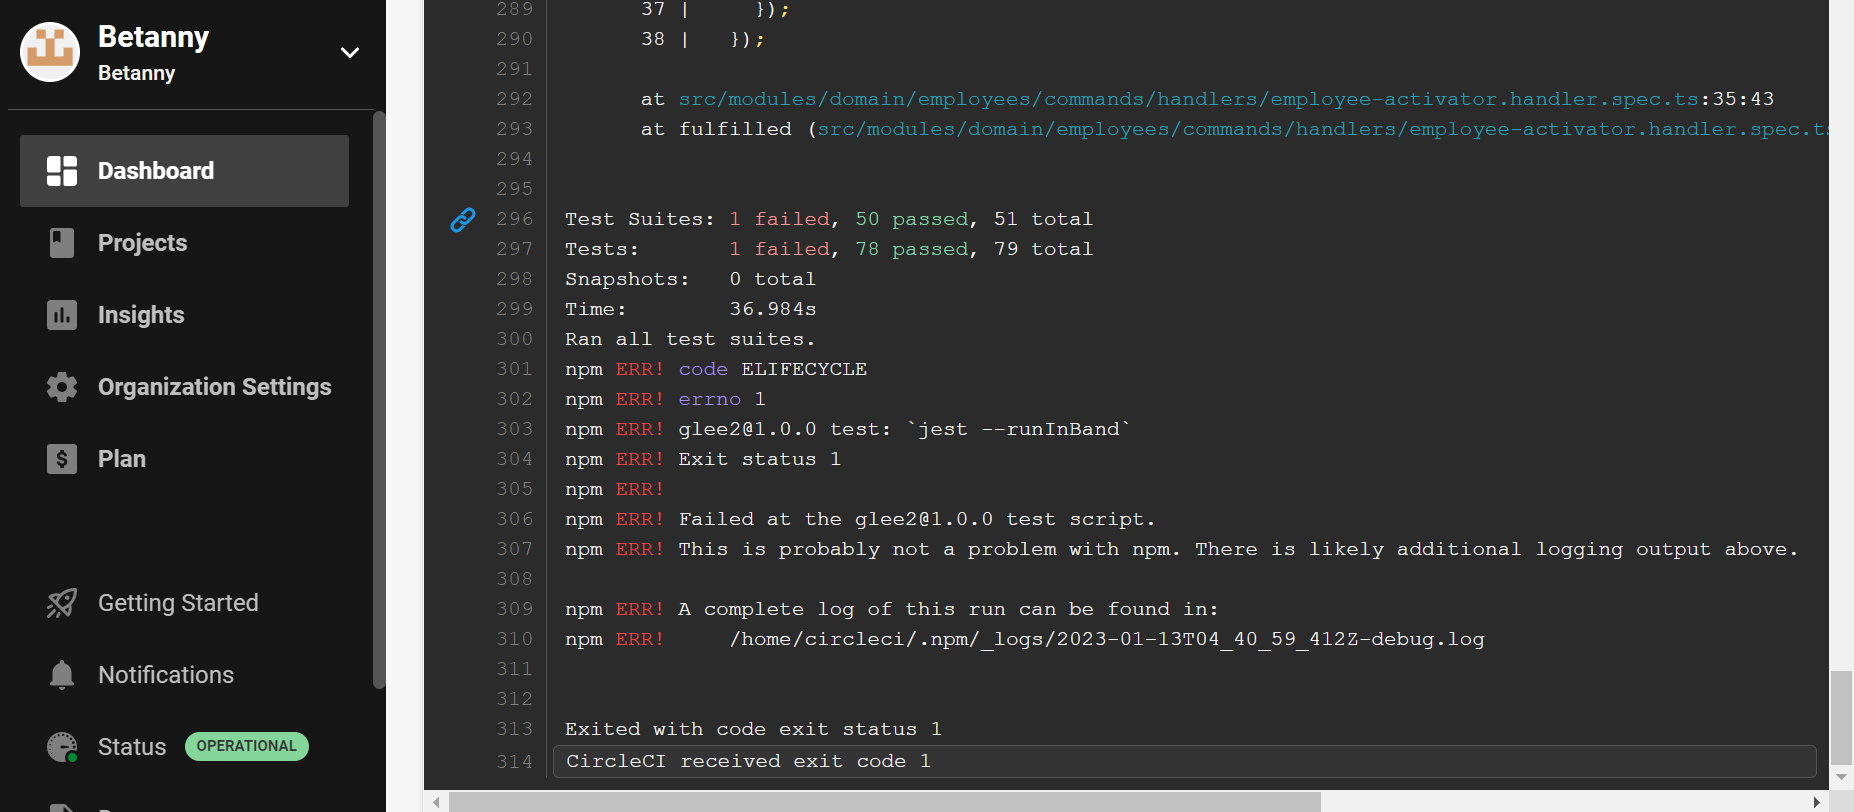 Betanny
Betanny
Dashboard
Projects
Insights
Organization Settings
Plan
Getting Started
Notifications
Status OPERATIONAL
289 37 | });
290 38 | });
291
292 at src/modules/domain/employees/commands/handlers/employee-activator.handler.spec.ts:35:43
293 at fulfilled (src/modules/domain/employees/commands/handlers/employee-activator.handler.spec.ts
294
295
296 Test Suites: 1 failed, 50 passed, 51 total
297 Tests: 1 failed, 78 passed, 79 total
298 Snapshots: 0 total
299 Time: 36.984s
300 Ran all test suites.
301 npm ERR! code ELIFECYCLE
302 npm ERR! errno 1
303 npm ERR! glee2@1.0.0 test: `jest --runInBand`
304 npm ERR! Exit status 1
305 npm ERR!
306 npm ERR! Failed at the glee2@1.0.0 test script.
307 npm ERR! This is probably not a problem with npm. There is likely additional logging output above.
308
309 npm ERR! A complete log of this run can be found in:
310 npm ERR! /home/circleci/.npm/_logs/2023-01-13T04_40_59_412Z-debug.log
311
312
313 Exited with code exit status 1
314 CircleCI received exit code 1